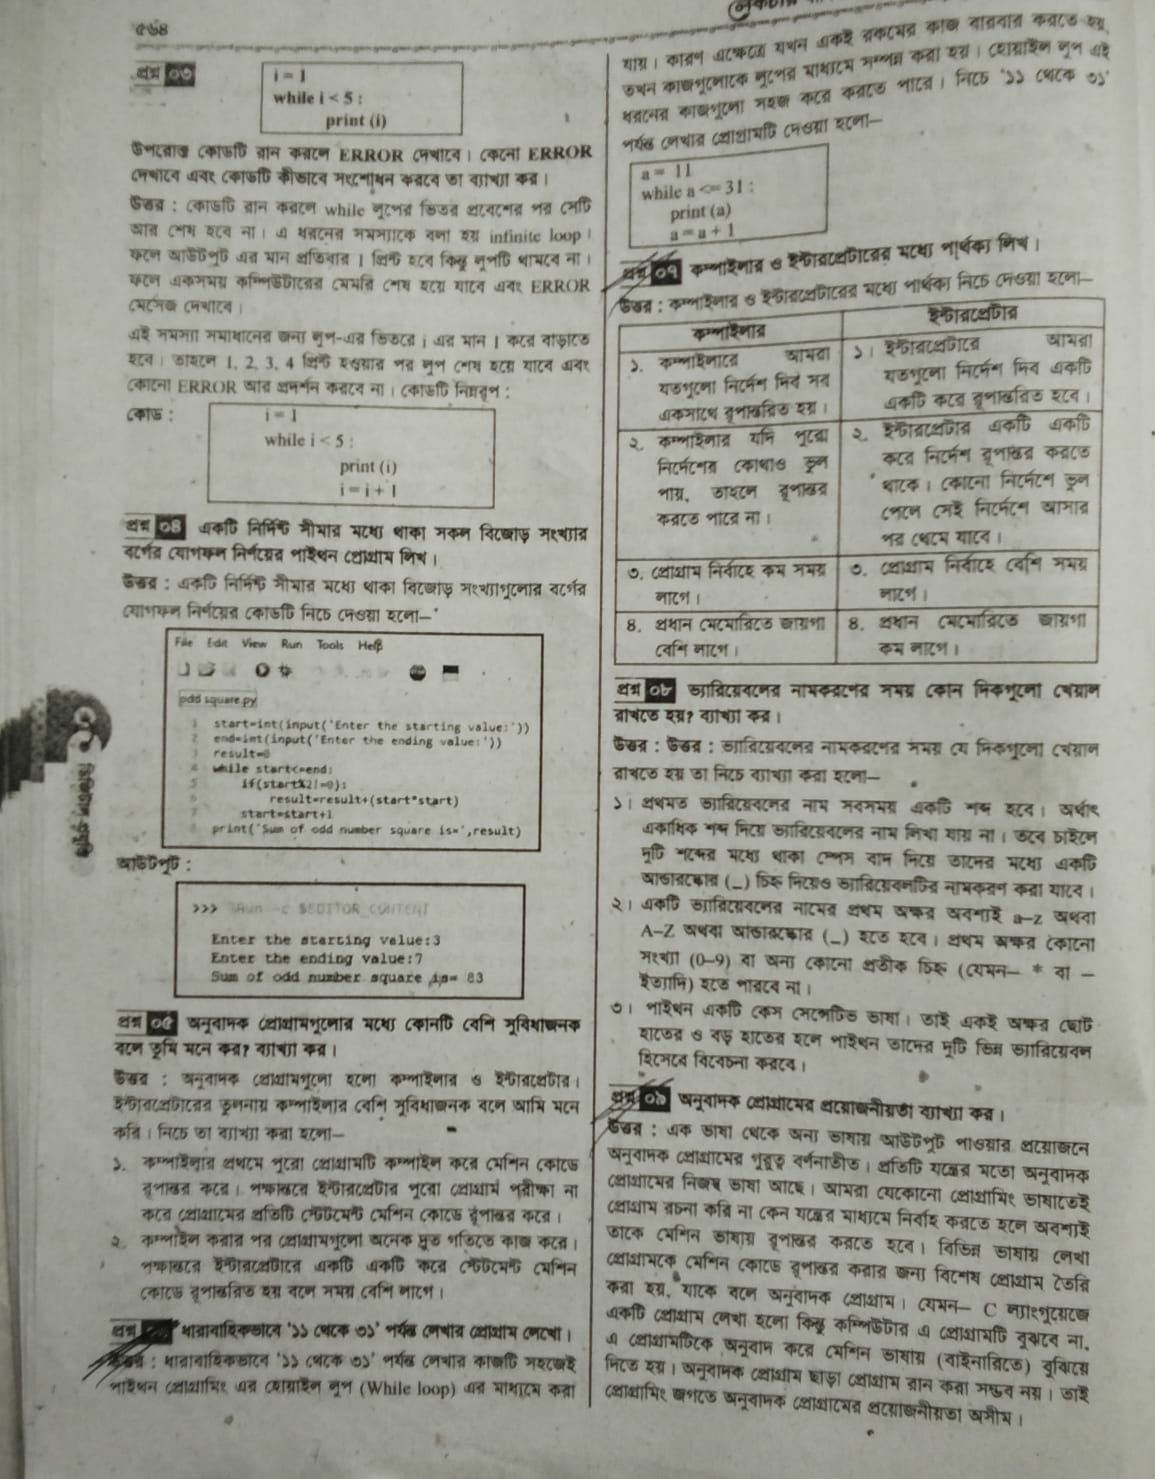 ৫৬৪
প্রশ্ন ০৩
i = 1
while i < 5 :
print (i)
উপরোক্ত কোডটি রান করলে ERROR দেখাবে। কেনো ERROR
দেখাবে এবং কোডটি কীভাবে সংশোধন করবে তা ব্যাখ্যা কর।
উত্তর : কোডটি রান করলে while লুপের ভিতর প্রবেশের পর সেটি
আর শেষ হবে না। এ ধরনের সমস্যাকে বলা হয় infinite loop।
ফলে আউটপুট এর মান প্রতিবার 1 প্রিন্ট হবে কিন্তু লুপটি থামবে না।
ফলে একসময় কম্পিউটারের মেমরি শেষ হয়ে যাবে এবং ERROR
মেসেজ দেখাবে।
এই সমস্যা সমাধানের জন্য লুপ-এর ভিতরে i এর মান 1 করে বাড়াতে
হবে। তাহলে 1, 2, 3, 4 প্রিন্ট হওয়ার পর লুপ শেষ হয়ে যাবে এবং
কোনো ERROR আর প্রদর্শন করবে না। কোডটি নিম্নরূপ :
কোড :
i = 1
while i < 5 :
print (i)
i = i + 1
প্রশ্ন ০৪ একটি নির্দিষ্ট সীমার মধ্যে থাকা সকল বিজোড় সংখ্যার
বর্গের যোগফল নির্ণয়ের পাইথন প্রোগ্রাম লিখ।
উত্তর : একটি নির্দিষ্ট সীমার মধ্যে থাকা বিজোড় সংখ্যাগুলোর বর্গের
যোগফল নির্ণয়ের কোডটি নিচে দেওয়া হলো—
File Edit View Run Tools Help
odd square.py
1 start=int(input('Enter the starting value:'))
2 end=int(input('Enter the ending value:'))
3 result=0
4 while start<=end:
5 if(start%2!=0):
6 result=result+(start*start)
7 start=start+1
8 print('Sum of odd number square is=',result)
আউটপুট :
>>> %Run -c $EDITOR_CONTENT
Enter the starting value:3
Enter the ending value:7
Sum of odd number square is= 83
প্রশ্ন ০৫ অনুবাদক প্রোগ্রামগুলোর মধ্যে কোনটি বেশি সুবিধাজনক
বলে তুমি মনে কর? ব্যাখ্যা কর।
উত্তর : অনুবাদক প্রোগ্রামগুলো হলো কম্পাইলার ও ইন্টারপ্রেটার।
ইন্টারপ্রেটারের তুলনায় কম্পাইলার বেশি সুবিধাজনক বলে আমি মনে
করি। নিচে তা ব্যাখ্যা করা হলো—
১. কম্পাইলার প্রথমে পুরো প্রোগ্রামটি কম্পাইল করে মেশিন কোডে
রূপান্তর করে। পক্ষান্তরে ইন্টারপ্রেটার পুরো প্রোগ্রাম পরীক্ষা না
করে প্রোগ্রামের প্রতিটি স্টেটমেন্ট মেশিন কোডে রূপান্তর করে।
২. কম্পাইল করার পর প্রোগ্রামগুলো অনেক দ্রুত গতিতে কাজ করে।
পক্ষান্তরে ইন্টারপ্রেটারে একটি একটি করে স্টেটমেন্ট মেশিন
কোডে রূপান্তরিত হয় বলে সময় বেশি লাগে।
প্রশ্ন ধারাবাহিকভাবে '১১ থেকে ৩১' পর্যন্ত লেখার প্রোগ্রাম লেখো।
উত্তর : ধারাবাহিকভাবে '১১ থেকে ৩১' পর্যন্ত লেখার কাজটি সহজেই
পাইথন প্রোগ্রামিং এর হোয়াইল লুপ (While loop) এর মাধ্যমে করা
যায়। কারণ এক্ষেত্রে যখন একই রকমের কাজ বারবার করতে হয়,
তখন কাজগুলোকে লুপের মাধ্যমে সম্পন্ন করা হয়। হোয়াইল লুপ এই
ধরনের কাজগুলো সহজ করে করতে পারে। নিচে '১১ থেকে ৩১'
পর্যন্ত লেখার প্রোগ্রামটি দেওয়া হলো—
a = 11
while a <= 31 :
print (a)
a = a + 1
প্রশ্ন ০৭ কম্পাইলার ও ইন্টারপ্রেটারের মধ্যে পার্থক্য লিখ।
উত্তর : কম্পাইলার ও ইন্টারপ্রেটারের মধ্যে পার্থক্য নিচে দেওয়া হলো—
কম্পাইলার ইন্টারপ্রেটার
১. কম্পাইলারে আমরা
যতগুলো নির্দেশ দিব সব
একসাথে রূপান্তরিত হয়।
১। ইন্টারপ্রেটারে আমরা
যতগুলো নির্দেশ দিব একটি
একটি করে রূপান্তরিত হবে।
২. কম্পাইলার যদি পুরো
নির্দেশের কোথাও ভুল
পায়, তাহলে রূপান্তর
করতে পারে না।
২. ইন্টারপ্রেটার একটি একটি
করে নির্দেশ রূপান্তর করতে
থাকে। কোনো নির্দেশে ভুল
পেলে সেই নির্দেশে আসার
পর থেমে যাবে।
৩. প্রোগ্রাম নির্বাহে কম সময়
লাগে।
৩. প্রোগ্রাম নির্বাহে বেশি সময়
লাগে।
৪. প্রধান মেমোরিতে জায়গা
বেশি লাগে।
৪. প্রধান মেমোরিতে জায়গা
কম লাগে।
প্রশ্ন ০৮ ভ্যারিয়েবলের নামকরণের সময় কোন দিকগুলো খেয়াল
রাখতে হয়? ব্যাখ্যা কর।
উত্তর : উত্তর : ভ্যারিয়েবলের নামকরণের সময় যে দিকগুলো খেয়াল
রাখতে হয় তা নিচে ব্যাখ্যা করা হলো—
১। প্রথমত ভ্যারিয়েবলের নাম সবসময় একটি শব্দ হবে। অর্থাৎ
একাধিক শব্দ দিয়ে ভ্যারিয়েবলের নাম লিখা যায় না। তবে চাইলে
দুটি শব্দের মধ্যে থাকা স্পেস বাদ দিয়ে তাদের মধ্যে একটি
আন্ডারস্কোর (_) চিহ্ন দিয়েও ভ্যারিয়েবলটির নামকরণ করা যাবে।
২। একটি ভ্যারিয়েবলের নামের প্রথম অক্ষর অবশ্যই a–z অথবা
A–Z অথবা আন্ডারস্কোর (_) হতে হবে। প্রথম অক্ষর কোনো
সংখ্যা (0–9) বা অন্য কোনো প্রতীক চিহ্ন (যেমন— * বা –
ইত্যাদি) হতে পারবে না।
৩। পাইথন একটি কেস সেনসেটিভ ভাষা। তাই একই অক্ষর ছোট
হাতের ও বড় হাতের হলে পাইথন তাদের দুটি ভিন্ন ভ্যারিয়েবল
হিসেবে বিবেচনা করবে।
প্রশ্ন ০৯ অনুবাদক প্রোগ্রামের প্রয়োজনীয়তা ব্যাখ্যা কর।
উত্তর : এক ভাষা থেকে অন্য ভাষায় আউটপুট পাওয়ার প্রয়োজনে
অনুবাদক প্রোগ্রামের গুরুত্ব বর্ণনাতীত। প্রতিটি যন্ত্রের মতো অনুবাদক
প্রোগ্রামের নিজস্ব ভাষা আছে। আমরা যেকোনো প্রোগ্রামিং ভাষাতেই
প্রোগ্রাম রচনা করি না কেন যন্ত্রের মাধ্যমে নির্বাহ করতে হলে অবশ্যই
তাকে মেশিন ভাষায় রূপান্তর করতে হবে। বিভিন্ন ভাষায় লেখা
প্রোগ্রামকে মেশিন কোডে রূপান্তর করার জন্য বিশেষ প্রোগ্রাম তৈরি
করা হয়, যাকে বলে অনুবাদক প্রোগ্রাম। যেমন— C ল্যাংগুয়েজে
একটি প্রোগ্রাম লেখা হলো কিন্তু কম্পিউটার এ প্রোগ্রামটি বুঝবে না,
এ প্রোগ্রামটিকে অনুবাদ করে মেশিন ভাষায় (বাইনারিতে) বুঝিয়ে
দিতে হয়। অনুবাদক প্রোগ্রাম ছাড়া প্রোগ্রাম রান করা সম্ভব নয়। তাই
প্রোগ্রামিং জগতে অনুবাদক প্রোগ্রামের প্রয়োজনীয়তা অসীম।
ডিজিটাল প্রযুক্তি